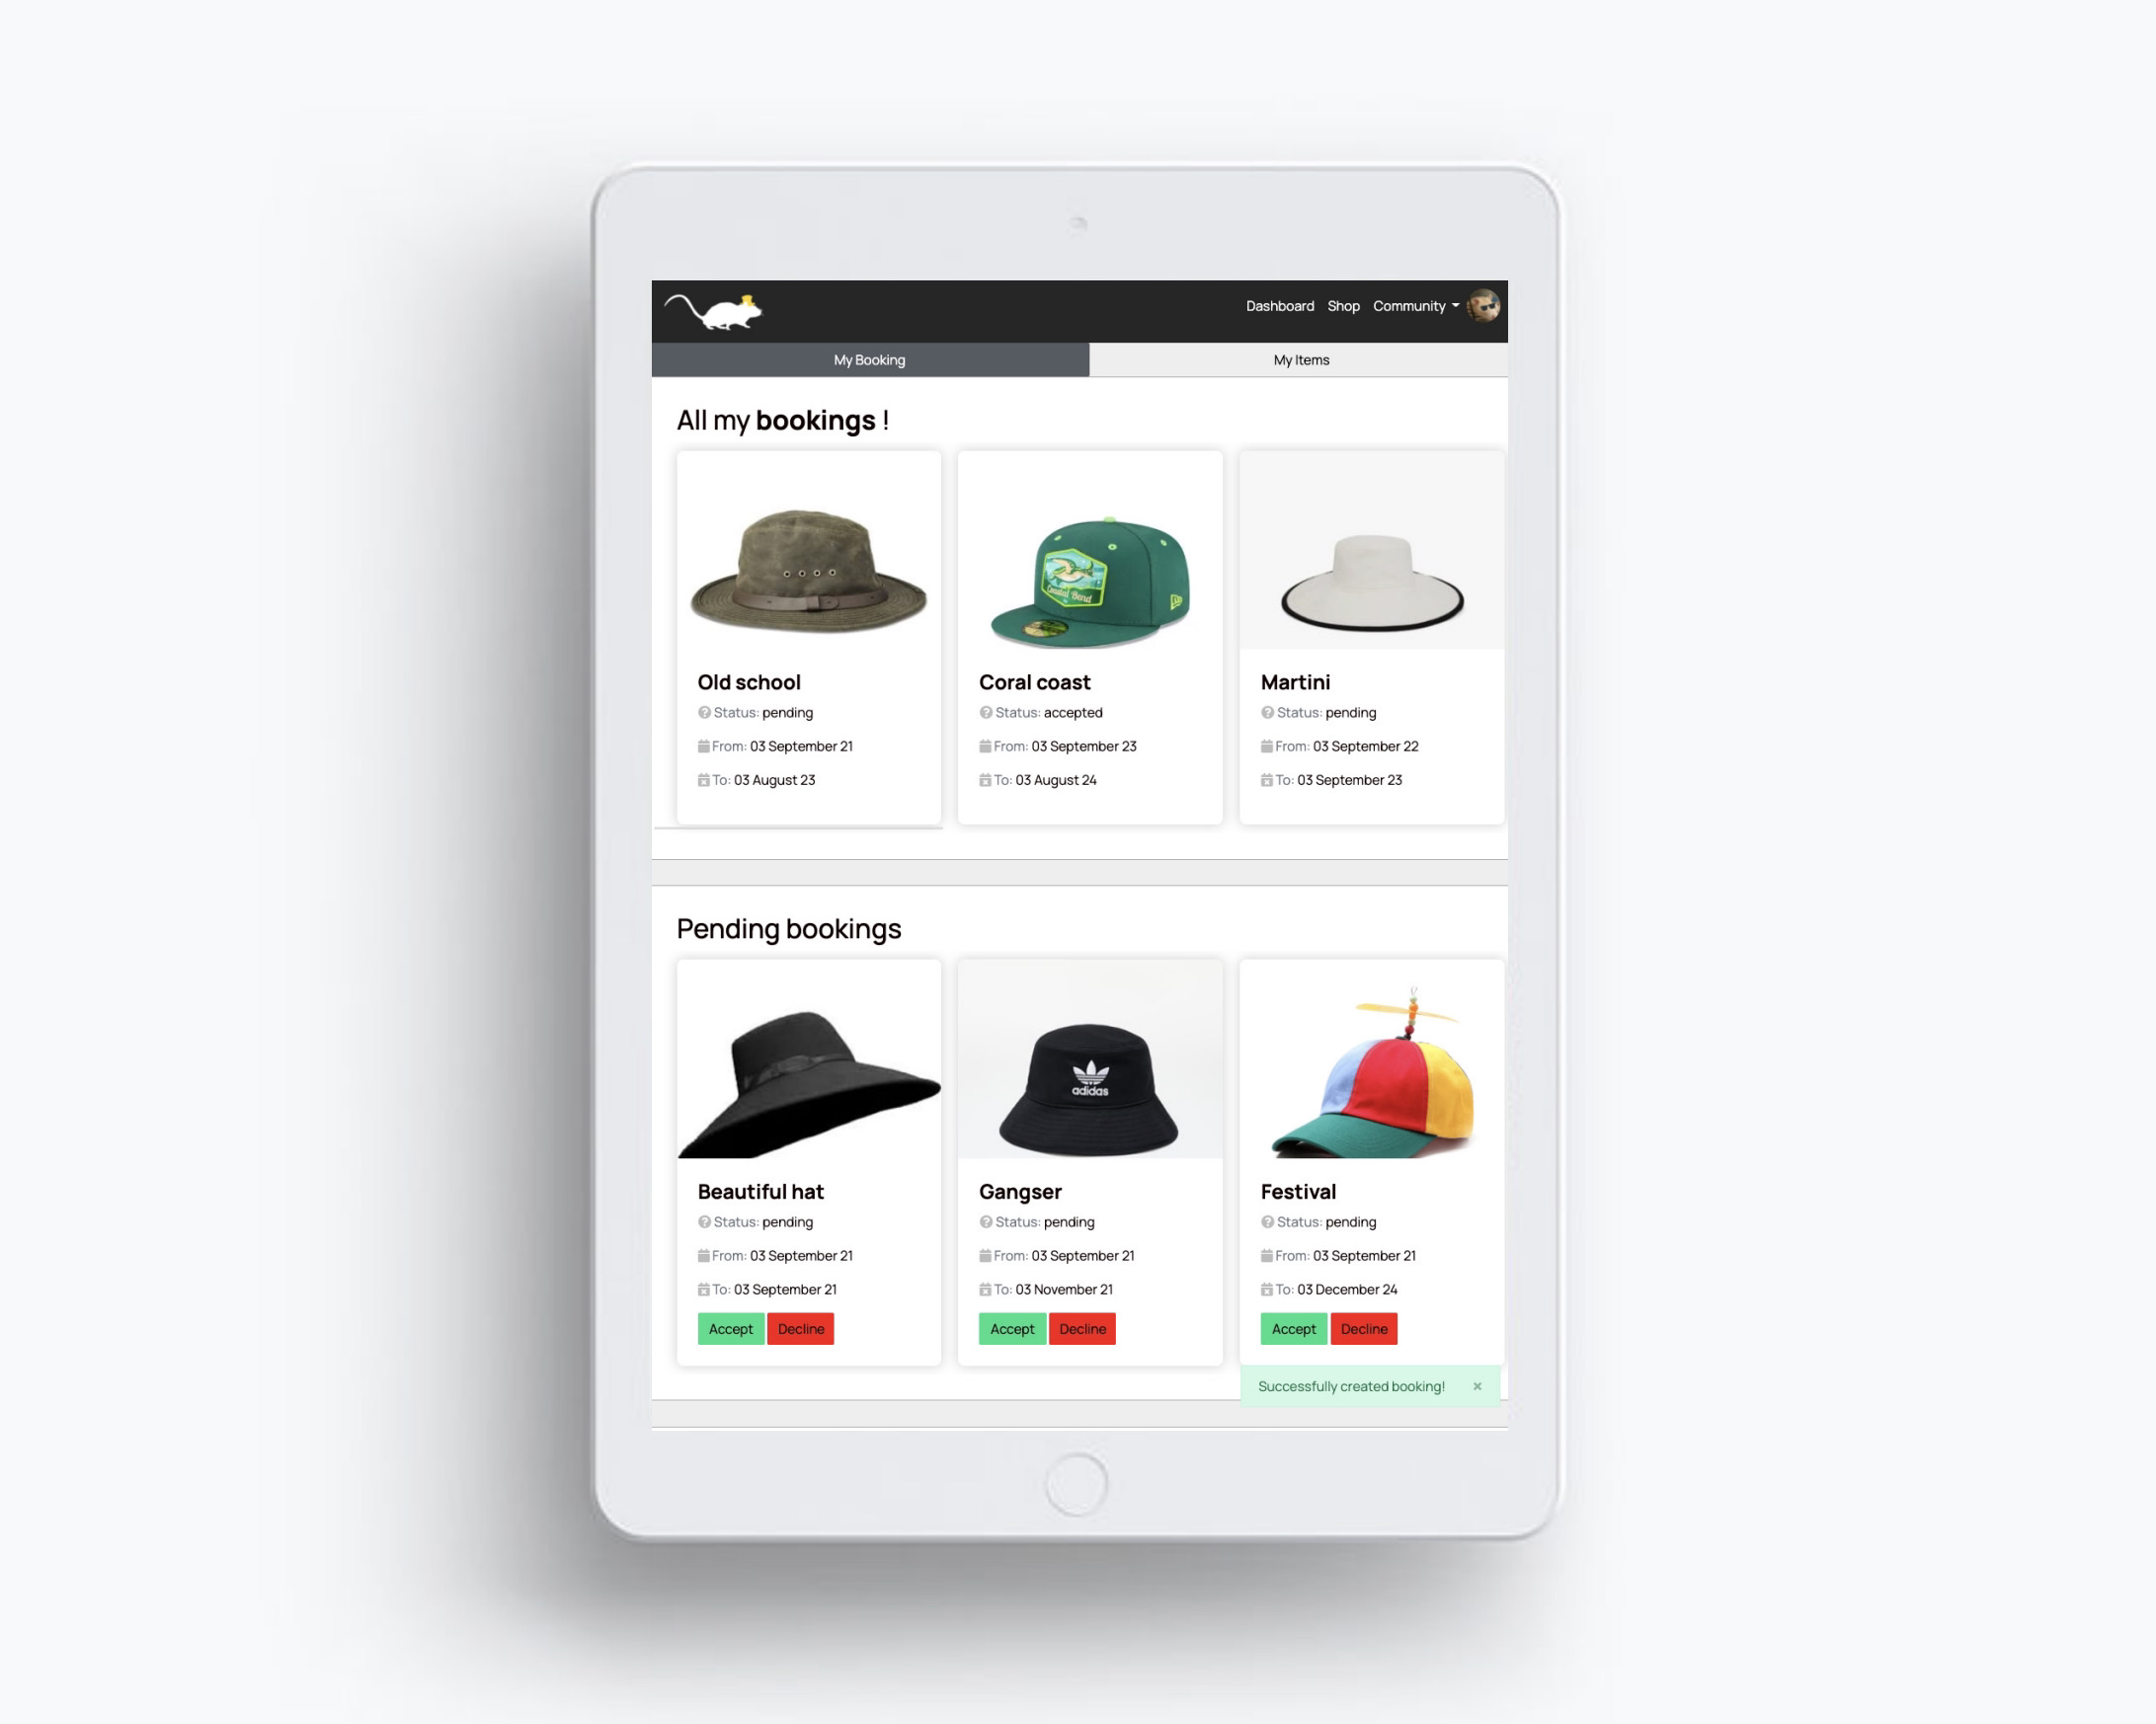 Dashboard Shop Community
My Booking My Items
All my bookings !
Coastal Bend
Old school Coral coast Martini
Status: pending Status: accepted Status: pending
From: 03 September 21 From: 03 September 23 From: 03 September 22
To: 03 August 23 To: 03 August 24 To: 03 September 23
Pending bookings
adidas
Beautiful hat Gangser Festival
Status: pending Status: pending Status: pending
From: 03 September 21 From: 03 September 21 From: 03 September 21
To: 03 September 21 To: 03 November 21 To: 03 December 24
Accept Decline Accept Decline Accept Decline
Successfully created booking! ×